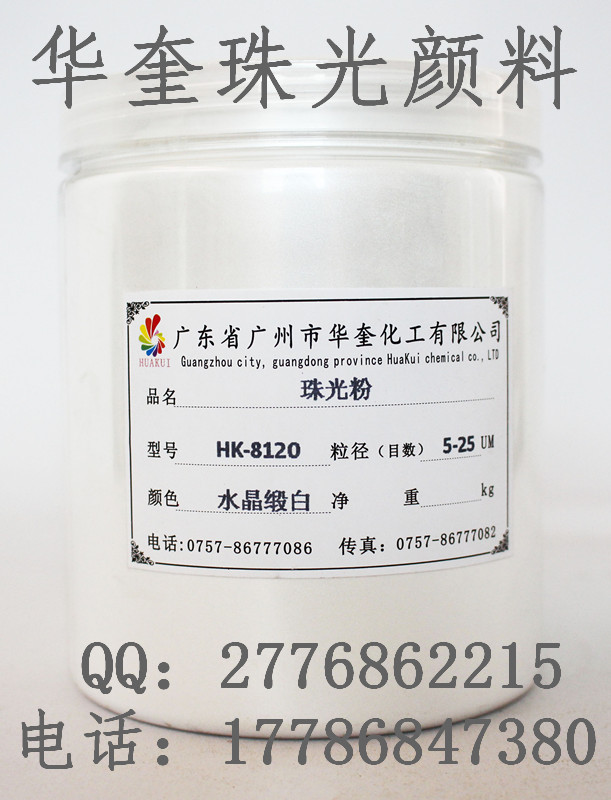 华奎珠光颜料
广东省广州市华奎化工有限公司
HUAKUI
Guangzhou city, guangdong province HuaKui chemical co., LTD
品名 珠光粉
型号 HK-8120 粒径(目数) 5-25 UM
颜色 水晶缎白 净 重 kg
电话:0757-86777086 传真: 0757-86777082
QQ: 2776862215
电话: 17786847380